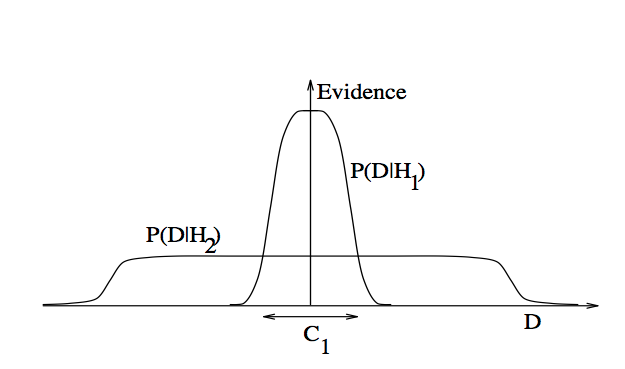 Evidence
P(D|H₁)
P(D|H₂)
D
C₁